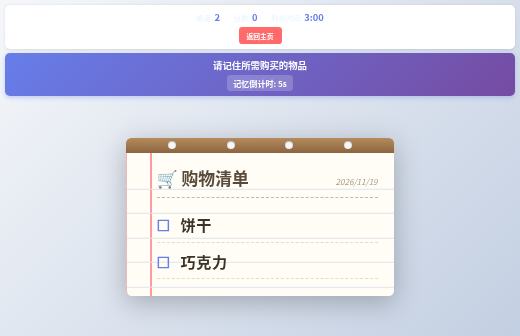 2 0 3:00
返回主页
请记住所需购买的物品
记忆倒计时: 5s
🛒 购物清单 2026/11/19
饼干
巧克力